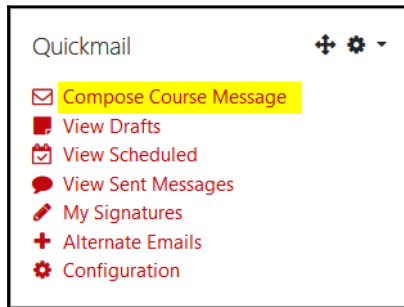 Quickmail
Compose Course Message
View Drafts
View Scheduled
View Sent Messages
My Signatures
Alternate Emails
Configuration